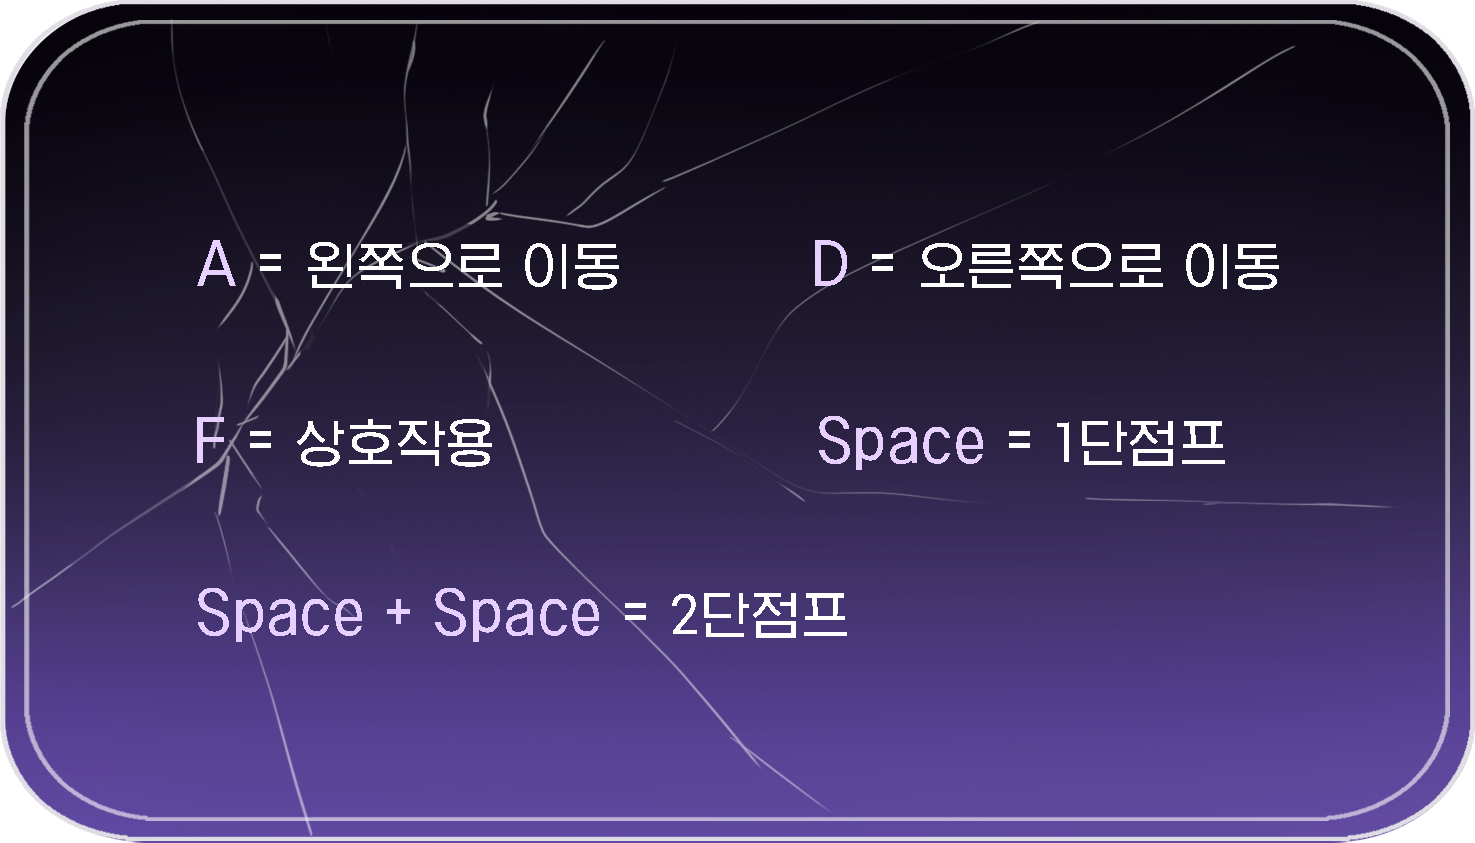 A = 왼쪽으로 이동
D = 오른쪽으로 이동
F = 상호작용
Space = 1단점프
Space + Space = 2단점프